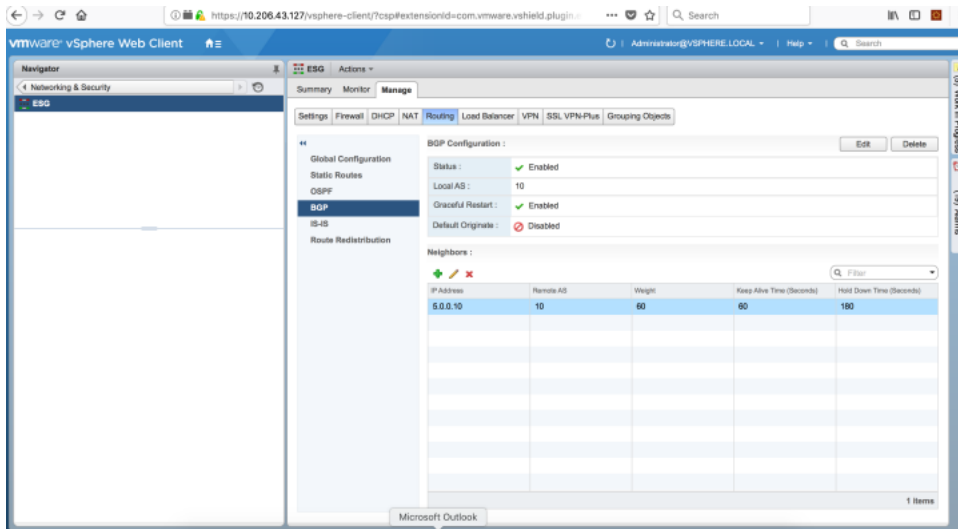 https://10.206.43.127/vsphere-client/?csp#extensionId=com.vmware.vshield.plugin.
Search
vmware vSphere Web Client
Administrator@VSPHERE.LOCAL
Help
Search
Navigator
Networking & Security
ESG
ESG Actions
Summary Monitor Manage
Settings Firewall DHCP NAT Routing Load Balancer VPN SSL VPN-Plus Grouping Objects
Global Configuration
Static Routes
OSPF
BGP
IS-IS
Route Redistribution
BGP Configuration :
Edit Delete
Status : Enabled
Local AS : 10
Graceful Restart : Enabled
Default Originate : Disabled
Neighbors :
Filter
IP Address Remote AS Weight Keep Alive Time (Seconds) Hold Down Time (Seconds)
5.0.0.10 10 60 60 180
1 items
Microsoft Outlook